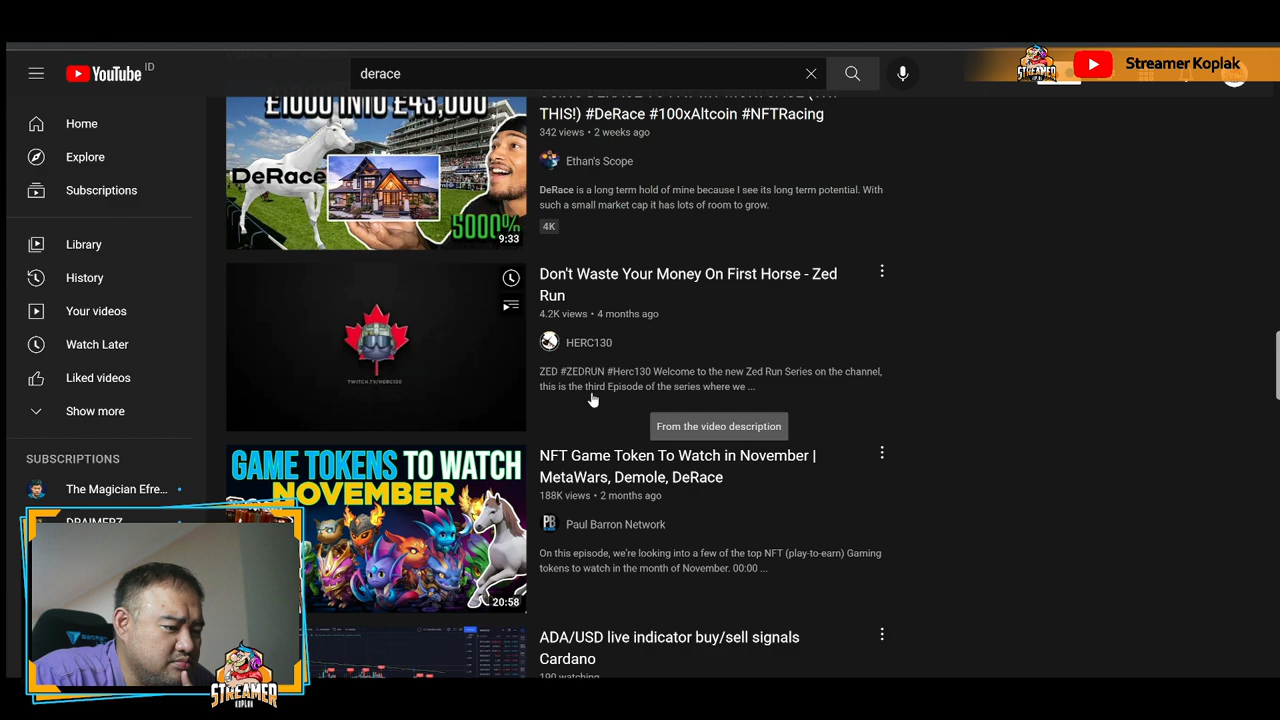 YouTube
ID
derace
Streamer Koplak
Home
Explore
Subscriptions
Library
History
Your videos
Watch Later
Liked videos
Show more
SUBSCRIPTIONS
The Magician Efre...
£1000 INTO £43,000
DeRace
5000%
9:33
THIS!) #DeRace #100xAltcoin #NFTRacing
342 views • 2 weeks ago
Ethan's Scope
DeRace is a long term hold of mine because I see its long term potential. With
such a small market cap it has lots of room to grow.
4K
TWITCH.TV/HERC130
Don't Waste Your Money On First Horse - Zed
Run
4.2K views • 4 months ago
HERC130
ZED #ZEDRUN #Herc130 Welcome to the new Zed Run Series on the channel,
this is the third Episode of the series where we ...
From the video description
GAME TOKENS TO WATCH
NOVEMBER
20:58
NFT Game Token To Watch in November |
MetaWars, Demole, DeRace
188K views • 2 months ago
PB
Paul Barron Network
On this episode, we're looking into a few of the top NFT (play-to-earn) Gaming
tokens to watch in the month of November. 00:00 ...
ADA/USD live indicator buy/sell signals
Cardano
190 watching
STREAMER
KOPLAK